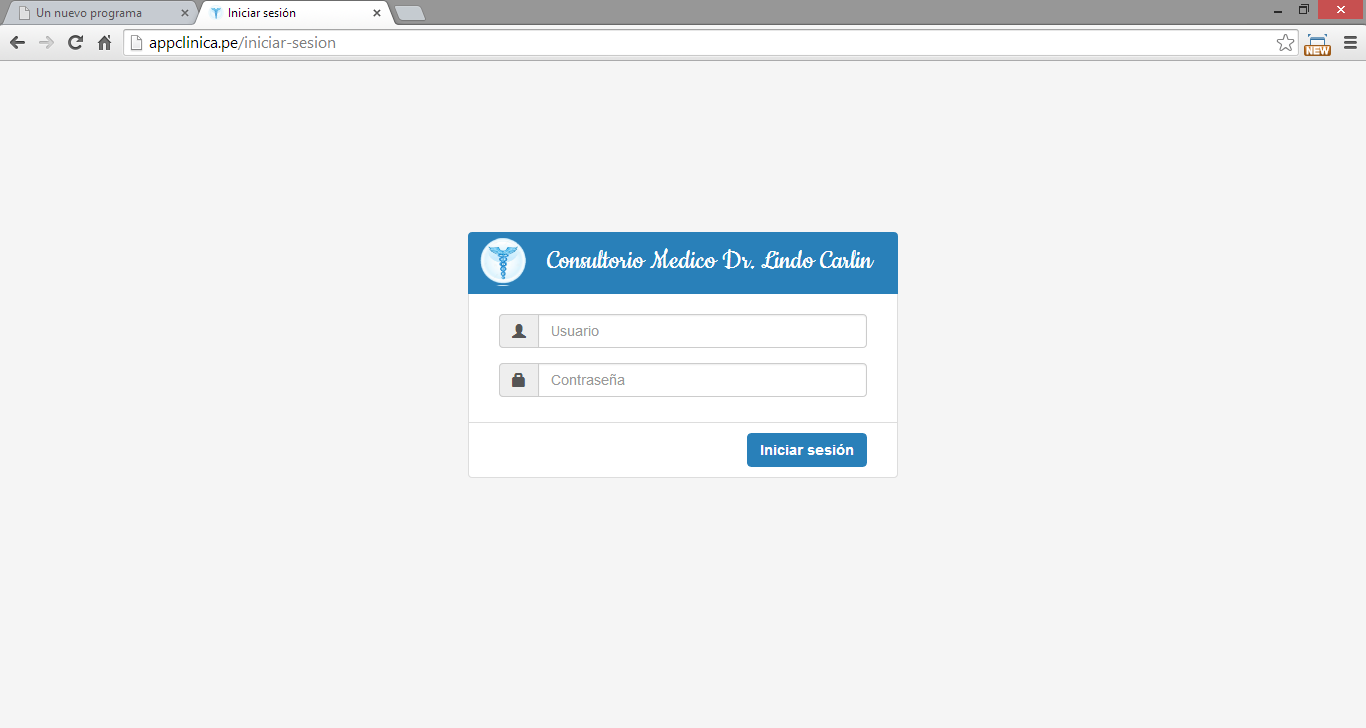 Un nuevo programa
Iniciar sesión
appclinica.pe/iniciar-sesion
NEW
Consultorio Medico Dr. Lindo Carlin
Usuario
Contraseña
Iniciar sesión